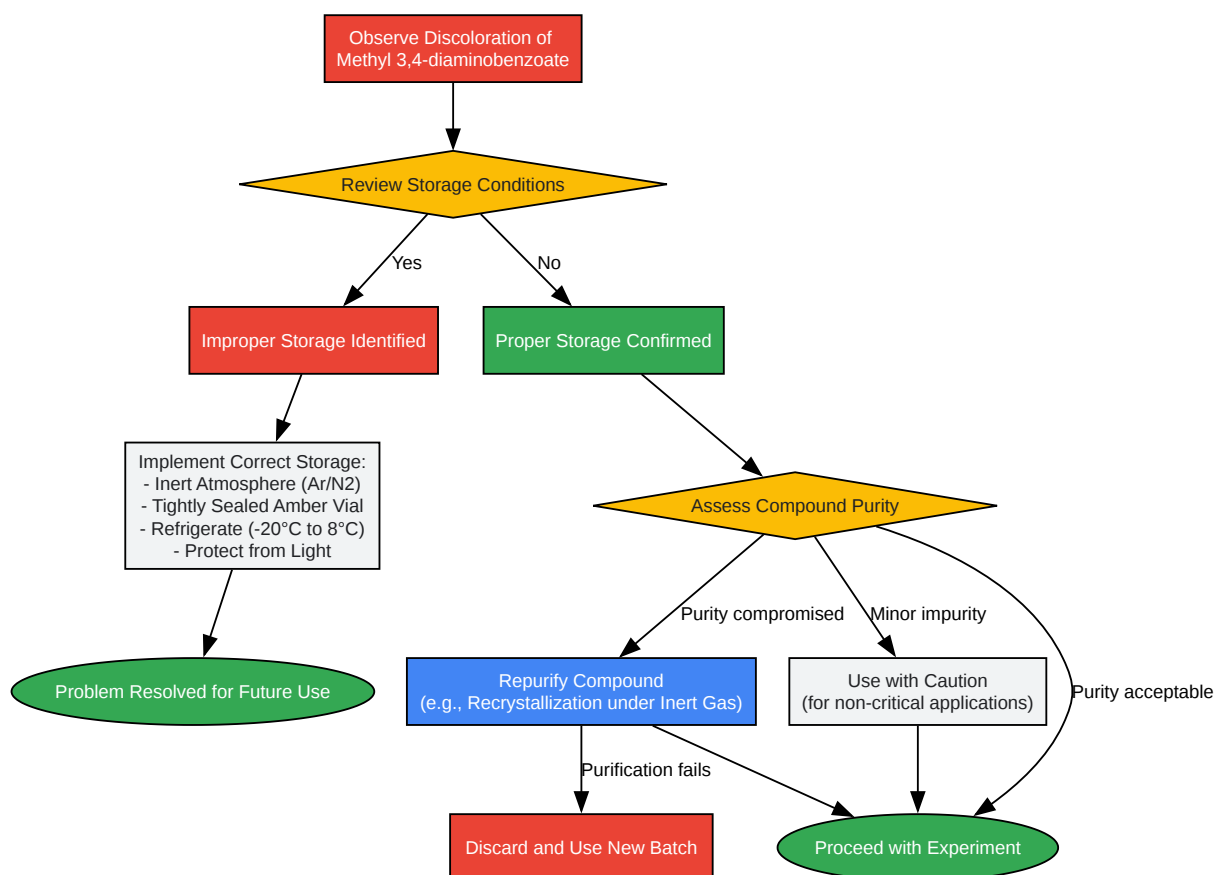 Observe Discoloration of
Methyl 3,4-diaminobenzoate
Review Storage Conditions
Yes
No
Improper Storage Identified
Proper Storage Confirmed
Implement Correct Storage:
- Inert Atmosphere (Ar/N2)
- Tightly Sealed Amber Vial
- Refrigerate (-20°C to 8°C)
- Protect from Light
Assess Compound Purity
Purity compromised
Minor impurity
Purity acceptable
Problem Resolved for Future Use
Repurify Compound
(e.g., Recrystallization under Inert Gas)
Use with Caution
(for non-critical applications)
Purification fails
Discard and Use New Batch
Proceed with Experiment